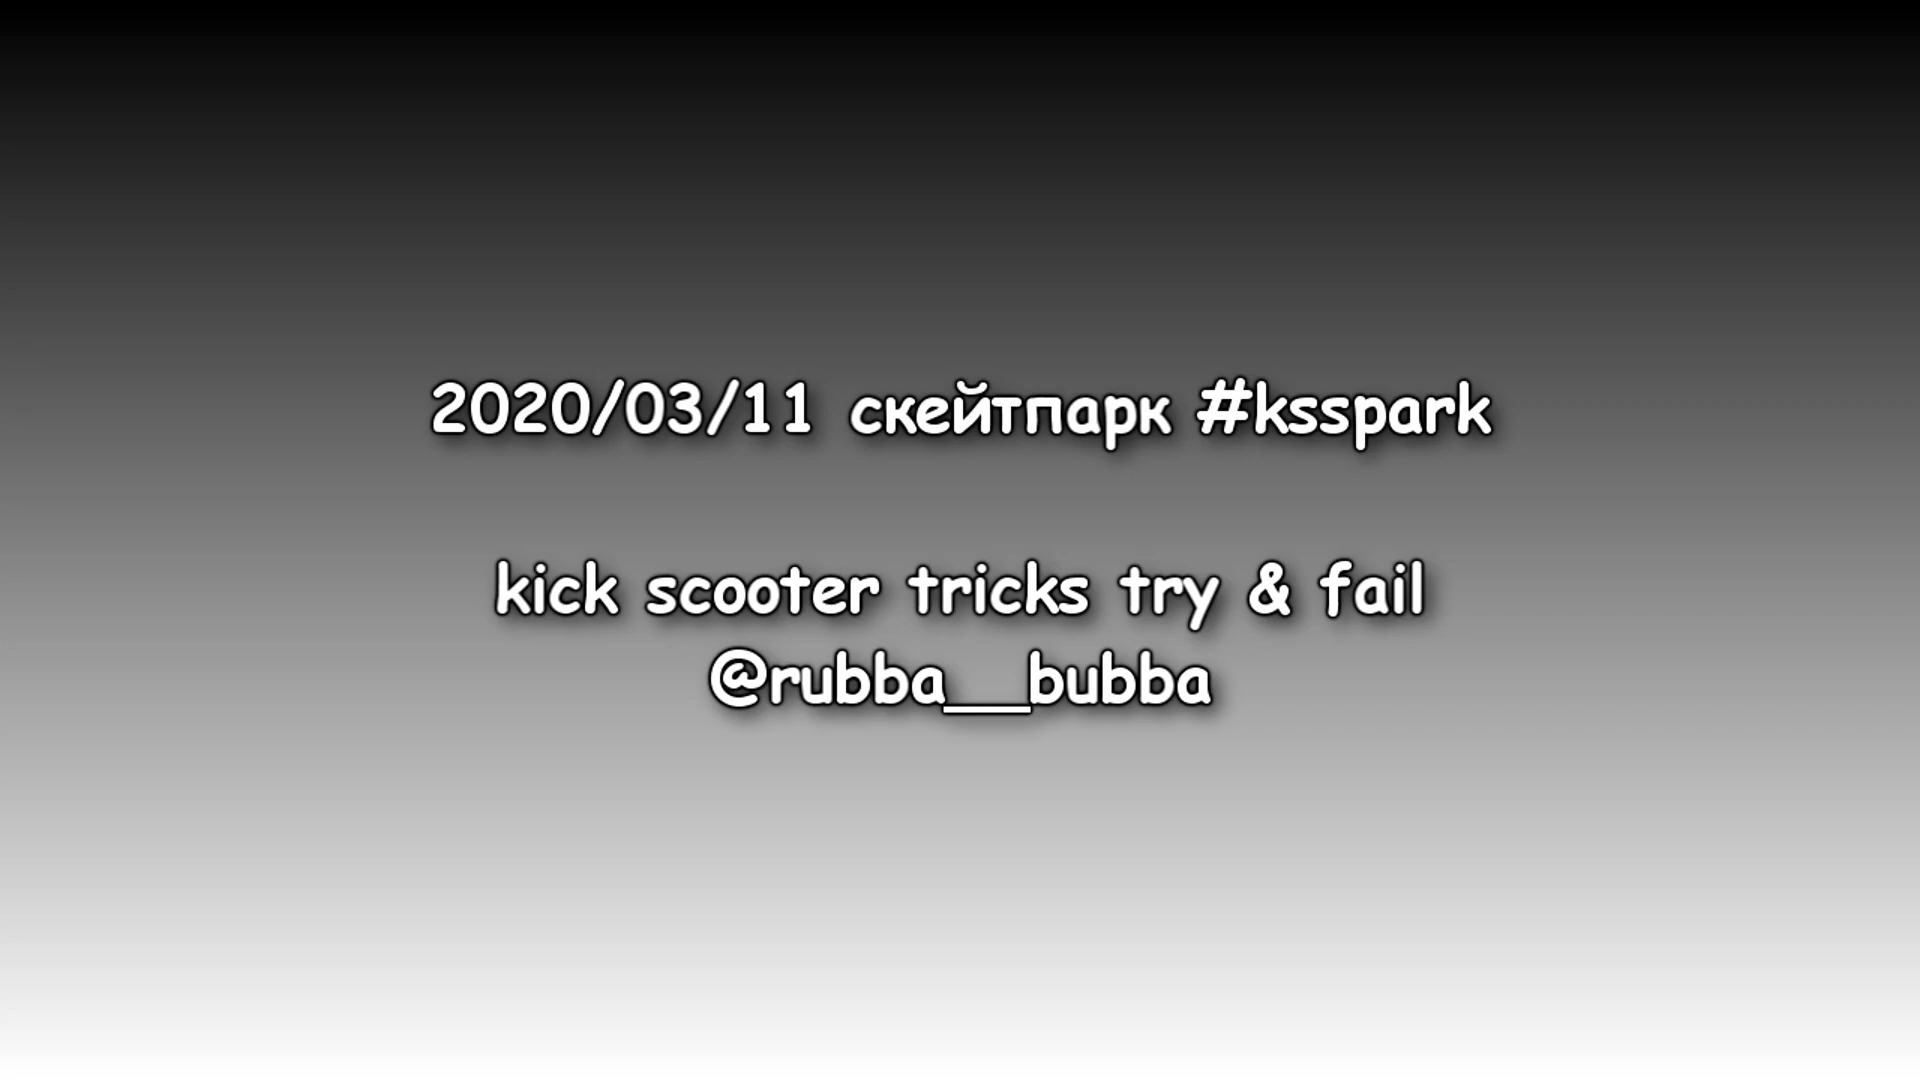 2020/03/11 скейтпарк #ksspark
kick scooter tricks try & fail
@rubba__bubba